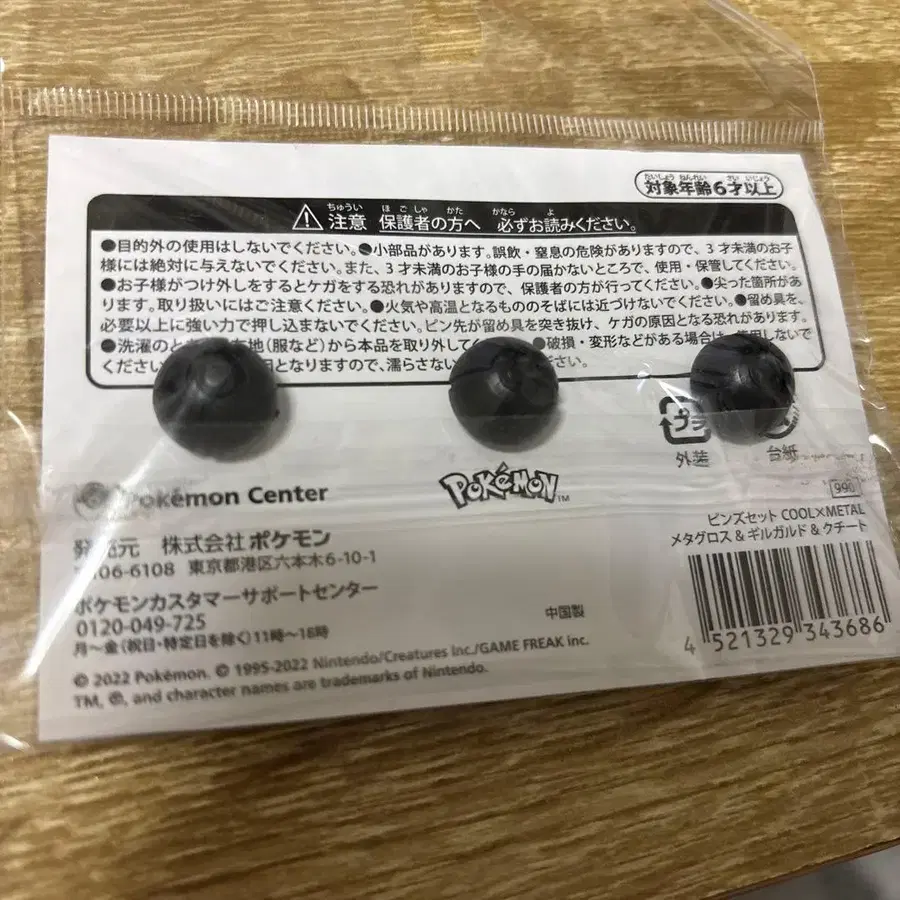 たいしょう ねんれい さい いじょう
対象年齢6才以上
ちゅうい ほ ご しゃ かた かなら よ
注意 保護者の方へ 必ずお読みください。
●目的外の使用はしないでください。●小部品があります。誤飲・窒息の危険がありますので、3才未満のお子
様には絶対に与えないでください。また、3才未満のお子様の手の届かないところで、使用・保管してください。
●お子様がつけ外しをするとケガをする恐れがありますので、保護者の方が行ってください。●尖った箇所があ
ります。取り扱いにはご注意ください。●火気や高温となるもののそばには近づけないでください。●留め具を、
必要以上に強い力で押し込まないでください。ピン先が留め具を突き抜け、ケガの原因となる恐れがあります。
●洗濯のと 地(服など)から本品を取り外して ●破損・変形などがある場合は、使用しないで
くださ 因となりますので、濡らさない さい。
プラ
外装
台紙
Pokémon Center
POKéMON TM
990
ピンズセット COOL×METAL
メタグロス & ギルガルド & クチート
発売元 株式会社ポケモン
〒106-6108 東京都港区六本木6-10-1
ポケモンカスタマーサポートセンター
0120-049-725
月～金(祝日・特定日を除く)11時～16時
中国製
4 521329 343686
© 2022 Pokémon. © 1995-2022 Nintendo/Creatures Inc./GAME FREAK inc.
TM, ®, and character names are trademarks of Nintendo.